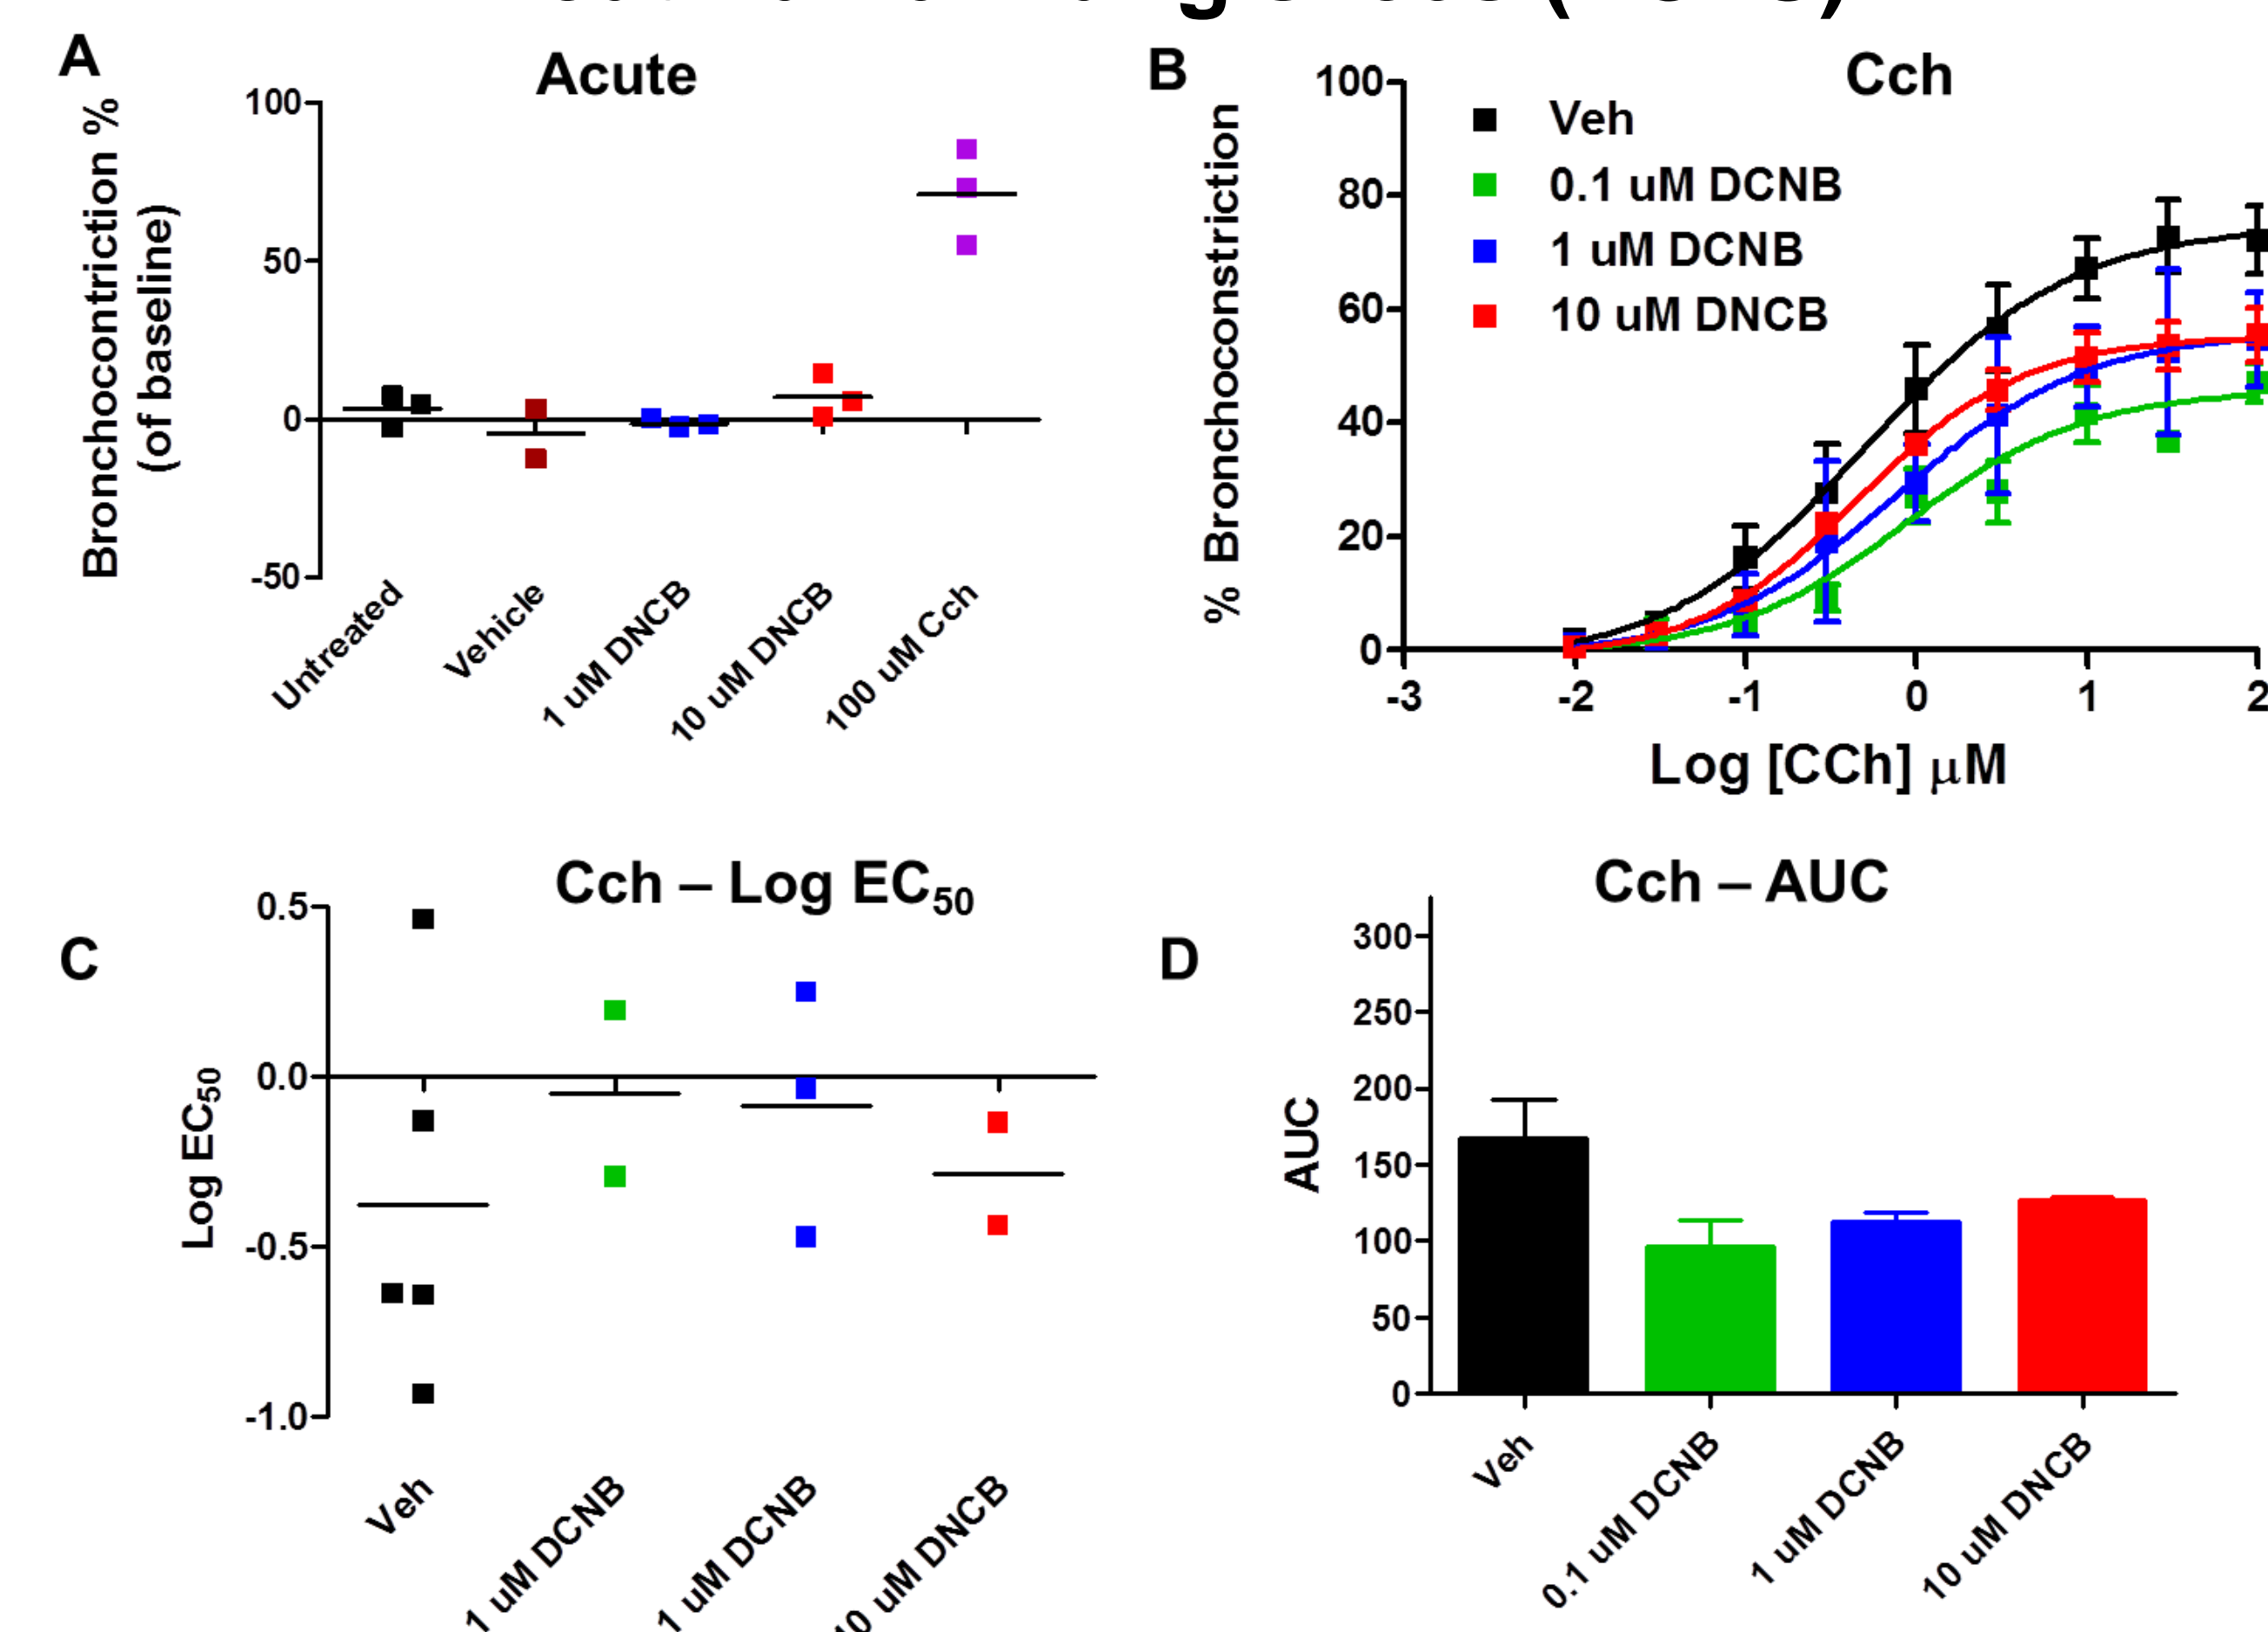 A
Acute
Bronchocontriction %
(of baseline)
100
50
0
-50
Untreated
Vehicle
1 uM DNCB
10 uM DNCB
100 uM Cch
B
Cch
% Bronchoconstriction
100
80
60
40
20
0
Veh
0.1 uM DCNB
1 uM DCNB
10 uM DNCB
-3
-2
-1
0
1
2
Log [CCh] μM
C
Cch – Log EC50
Log EC50
0.5
0.0
-0.5
-1.0
Veh
1 uM DCNB
1 uM DCNB
10 uM DNCB
D
Cch – AUC
AUC
300
250
200
150
100
50
0
Veh
0.1 uM DCNB
1 uM DCNB
10 uM DNCB